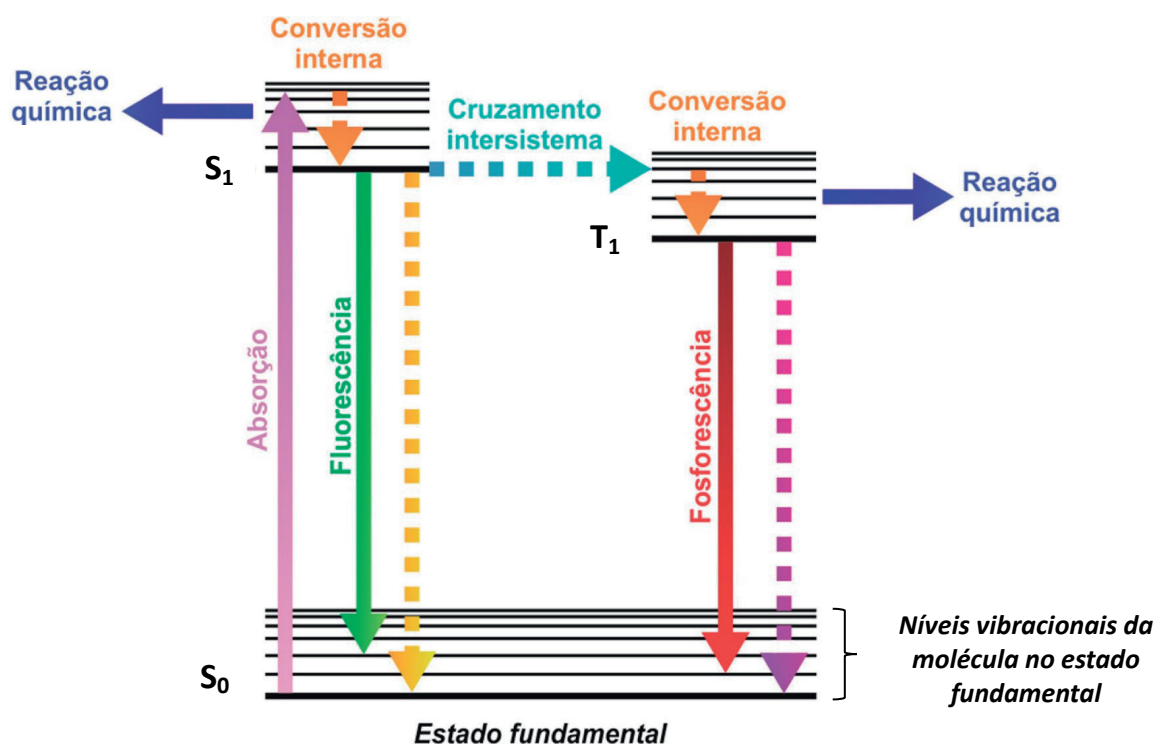 Conversão
interna
Reação
química
Cruzamento
intersistema
Conversão
interna
S₁
Reação
química
T₁
Absorção
Fluorescência
Fosforescência
Níveis vibracionais da
molécula no estado
fundamental
S₀
Estado fundamental